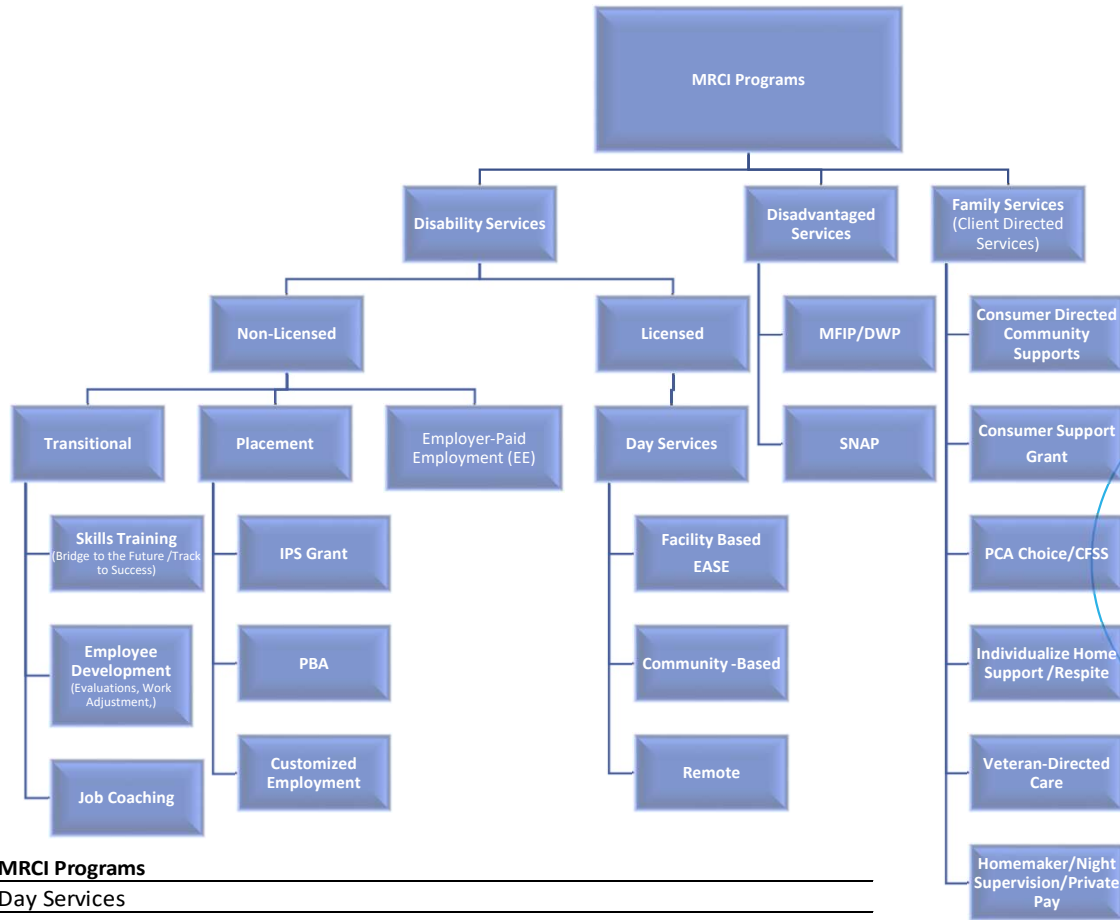 MRCI Programs
Disability Services
Disadvantaged
Services
Family Services
(Client Directed
Services)
Non-Licensed
Licensed
MFIP/DWP
Consumer Directed
Community
Supports
Transitional
Placement
Employer-Paid
Employment (EE)
Day Services
SNAP
Consumer Support
Grant
Skills Training
(Bridge to the Future /Track
to Success)
IPS Grant
Facility Based
EASE
PCA Choice/CFSS
Employee
Development
(Evaluations, Work
Adjustment,)
PBA
Community -Based
Individualize Home
Support /Respite
Job Coaching
Customized
Employment
Remote
Veteran-Directed
Care
Homemaker/Night
Supervision/Private
Pay
MRCI Programs
Day Services